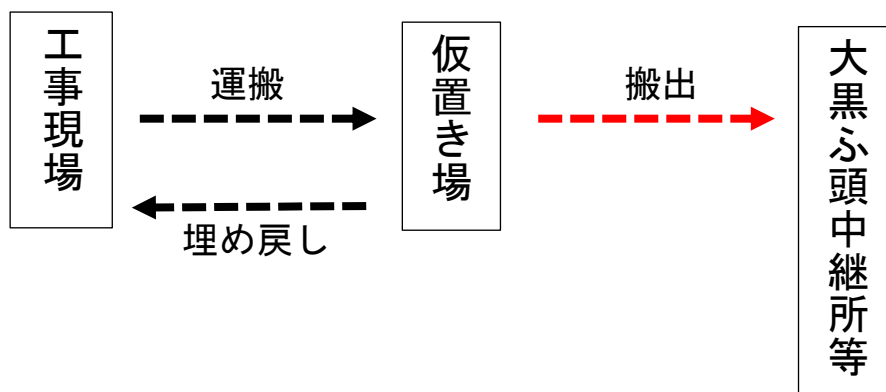 工事現場
運搬
埋め戻し
仮置き場
搬出
大黒ふ頭中継所等